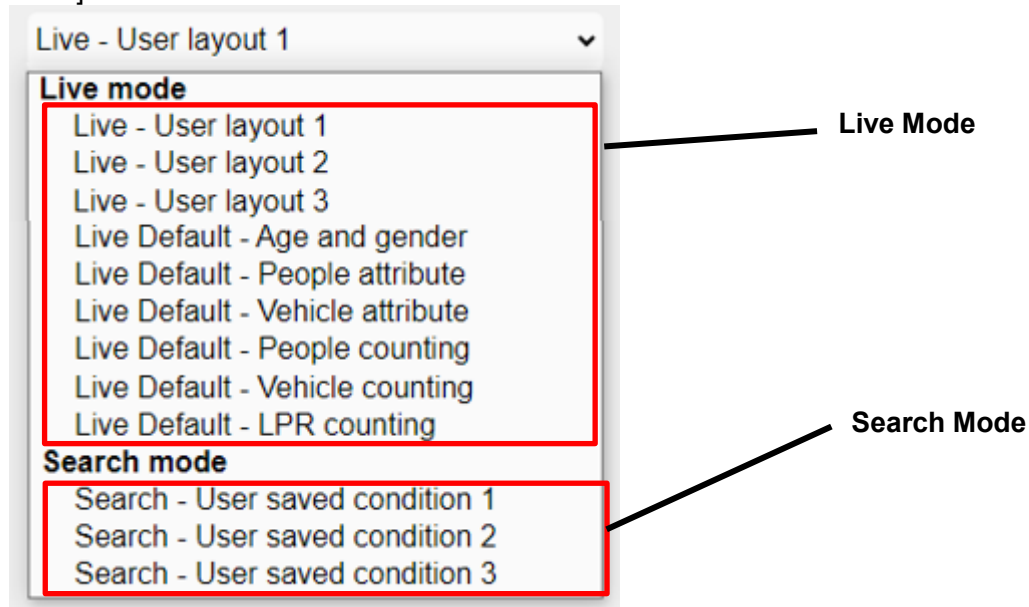 ]
Live - User layout 1
Live mode
Live - User layout 1
Live - User layout 2
Live - User layout 3
Live Default - Age and gender
Live Default - People attribute
Live Default - Vehicle attribute
Live Default - People counting
Live Default - Vehicle counting
Live Default - LPR counting
Search mode
Search - User saved condition 1
Search - User saved condition 2
Search - User saved condition 3
Live Mode
Search Mode